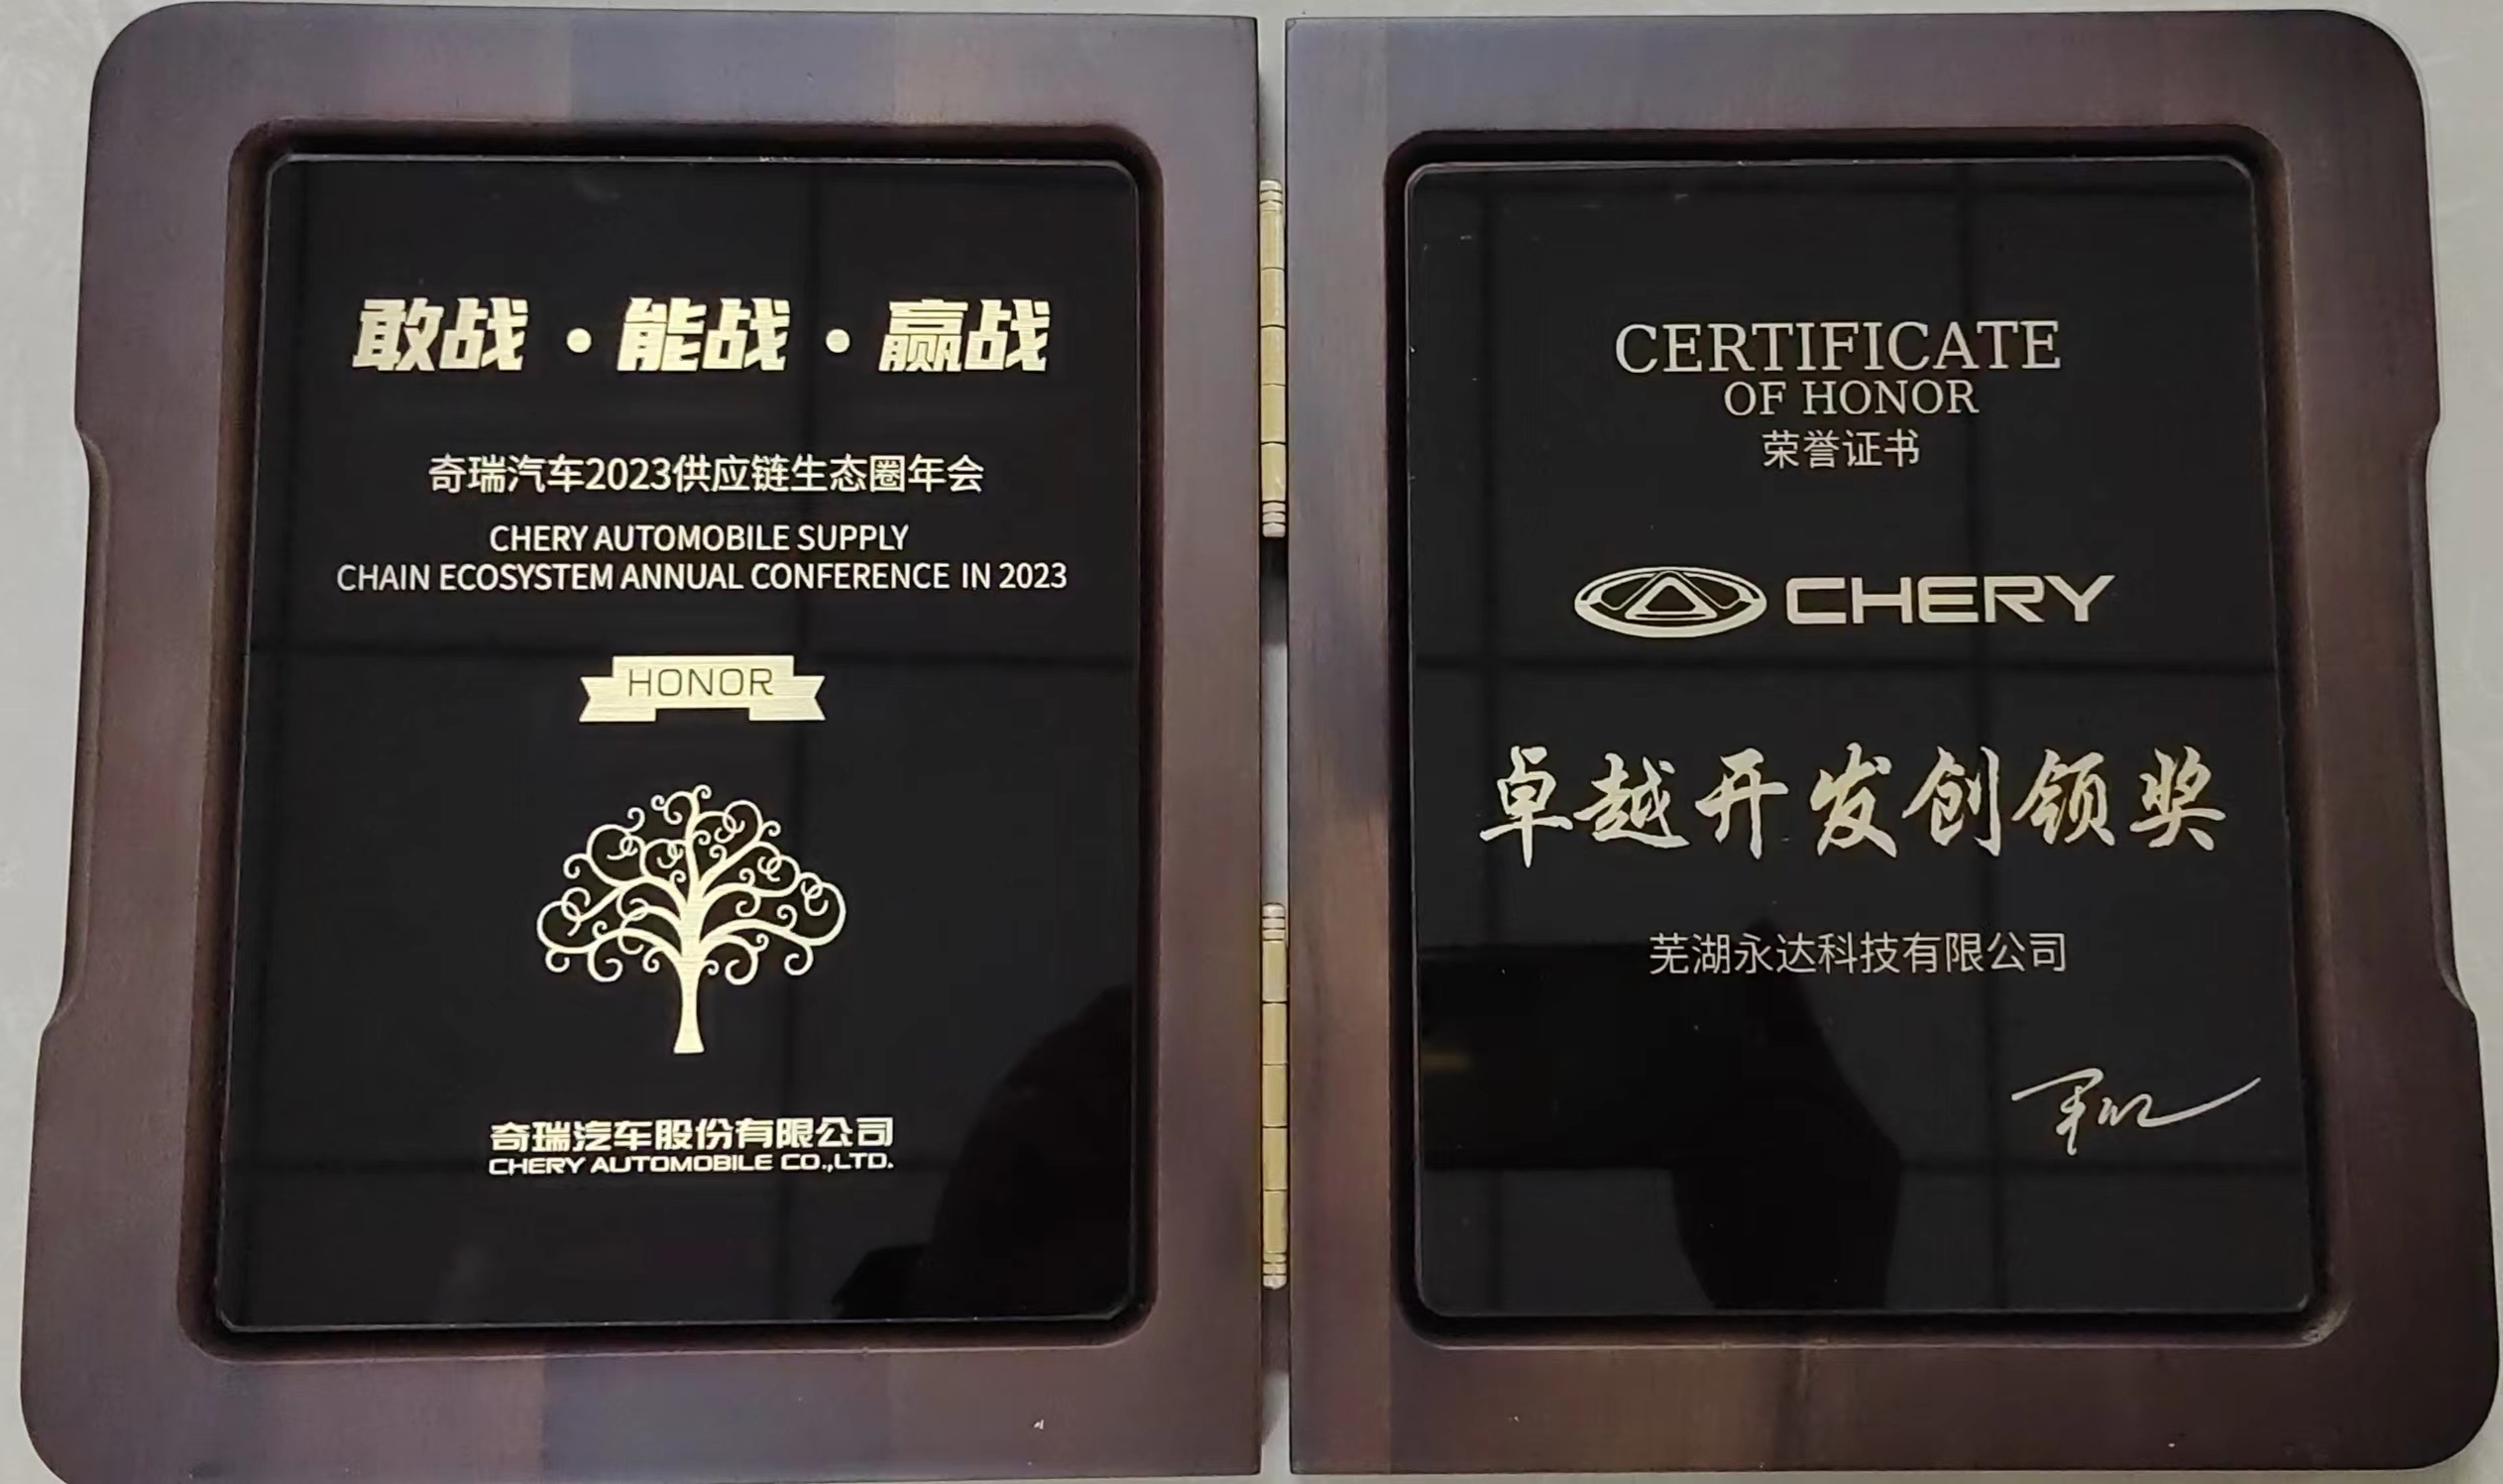 敢战·能战·赢战
奇瑞汽车2023供应链生态圈年会
CHERY AUTOMOBILE SUPPLY
CHAIN ECOSYSTEM ANNUAL CONFERENCE IN 2023
HONOR
奇瑞汽车股份有限公司
CHERY AUTOMOBILE CO.,LTD.
CERTIFICATE
OF HONOR
荣誉证书
CHERY
卓越开发创领奖
芜湖永达科技有限公司